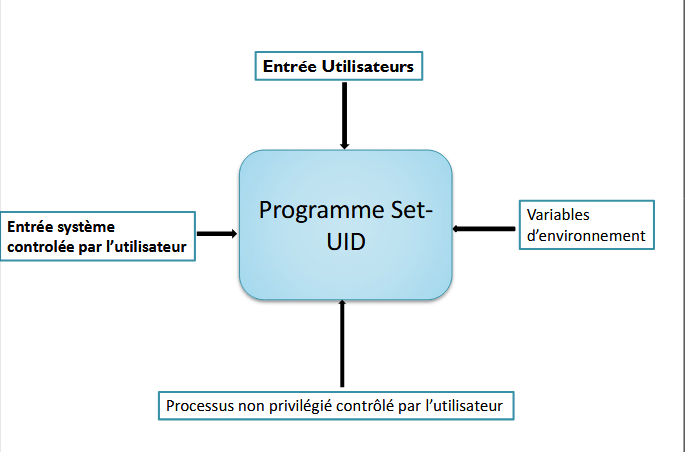 Entrée Utilisateurs
Programme Set-
UID
Entrée système
controlée par l’utilisateur
Variables
d’environnement
Processus non privilégié contrôlé par l’utilisateur